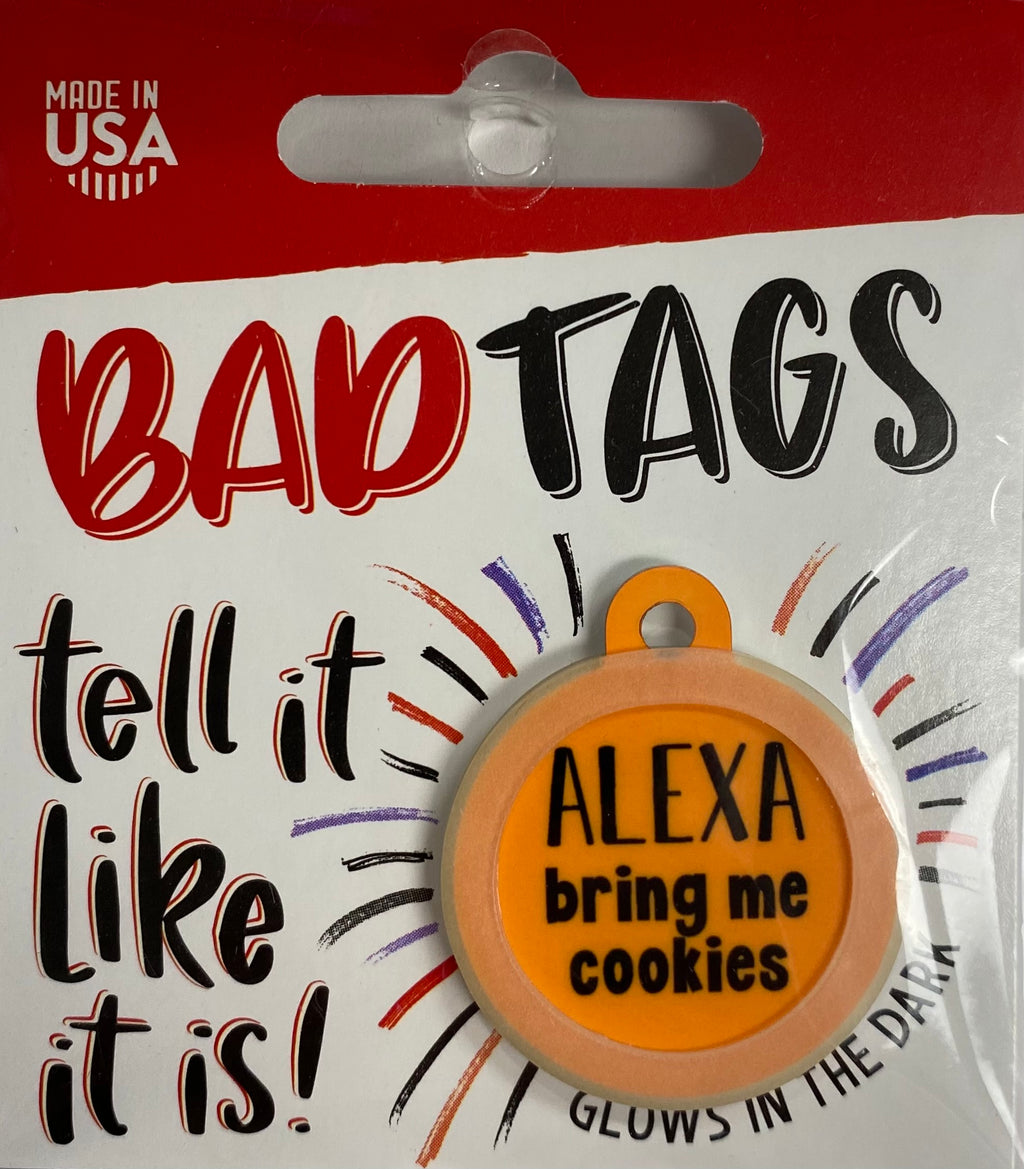 MADE IN
USA
BAD TAGS
tell it
like
it is!
ALEXA
bring me
cookies
GLOWS IN THE DARK